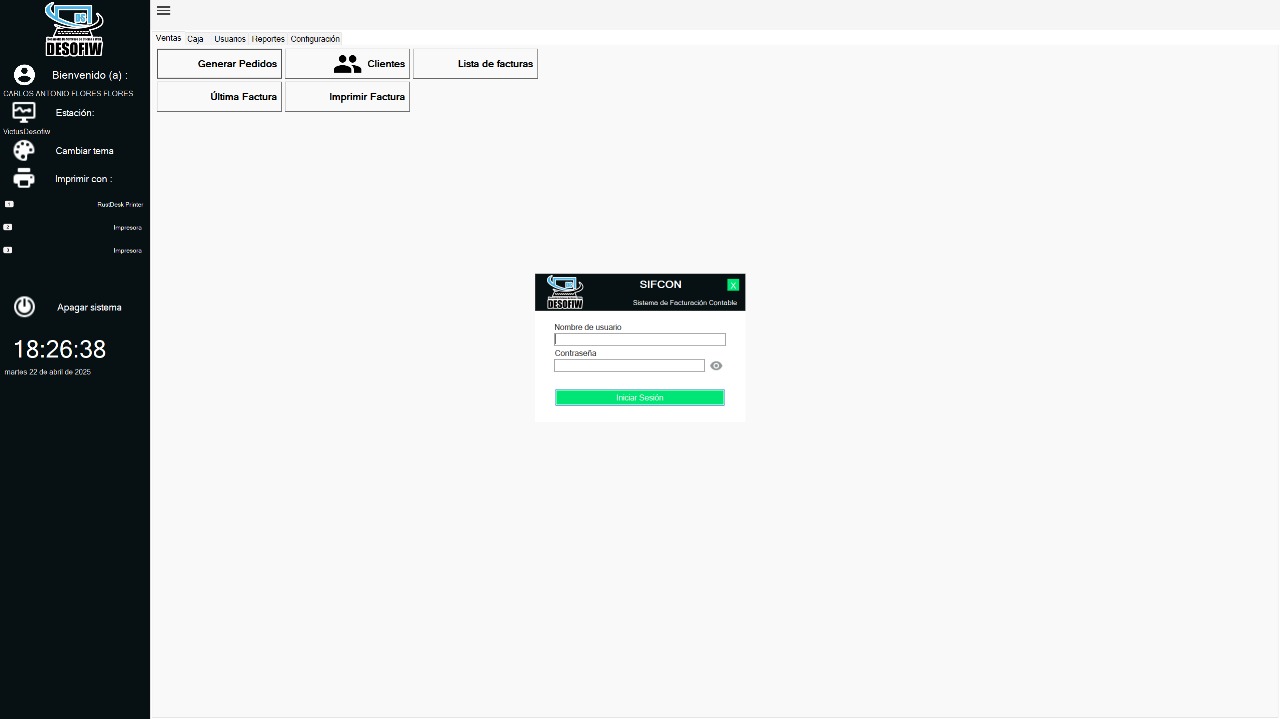 DS
DESOFIW
Bienvenido (a) :
CARLOS ANTONIO FLORES FLORES
Estación:
VictusDesofiw
Cambiar tema
Imprimir con :
1 RustDesk Printer
2 Impresora
3 Impresora
Apagar sistema
18:26:38
martes 22 de abril de 2025
Ventas Caja Usuarios Reportes Configuración
Generar Pedidos Clientes Lista de facturas
Última Factura Imprimir Factura
DESOFIW
SIFCON
X
Sistema de Facturación Contable
Nombre de usuario
Contraseña
Iniciar Sesión